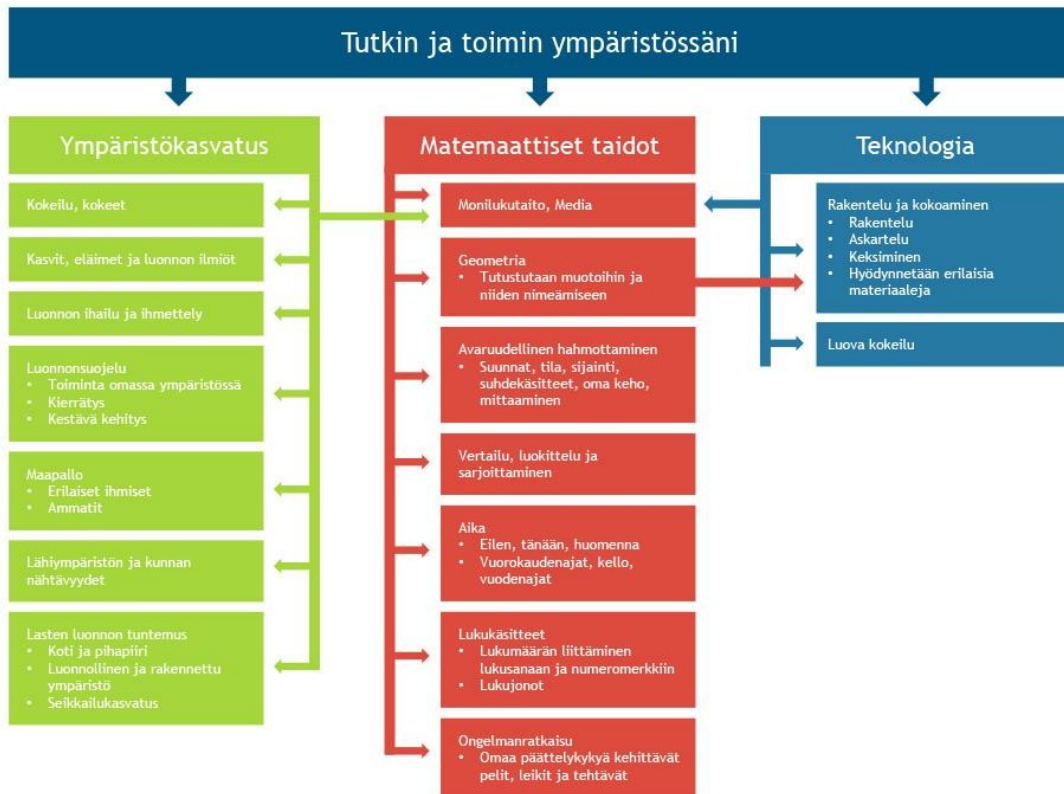 Tutkin ja toimin ympäristössäni
Ympäristökasvatus
Kokeilu, kokeet
Kasvit, eläimet ja luonnon ilmiöt
Luonnon ihailu ja ihmettely
Luonnonsuojelu
• Toiminta omassa ympäristössä
• Kierrätys
• Kestävä kehitys
Maapallo
• Erilaiset ihmiset
• Ammatit
Lähiympäristön ja kunnan
nähtävyydet
Lasten luonnon tuntemus
• Koti ja pihapiiri
• Luonnollinen ja rakennettu
ympäristö
• Seikkailukasvatus
Matemaattiset taidot
Monilukutaito, Media
Geometria
• Tutustutaan muotoihin ja
niiden nimeämiseen
Avaruudellinen hahmottaminen
• Suunnat, tila, sijainti,
suhdekäsitteet, oma keho,
mittaaminen
Vertailu, luokittelu ja
sarjoittaminen
Aika
• Eilen, tänään, huomenna
• Vuorokaudenajat, kello,
vuodenajat
Lukukäsitteet
• Lukumäärän liittäminen
lukusanaan ja numeromerkkiin
• Lukujonot
Ongelmanratkaisu
• Omaa päättelykykyä kehittävät
pelit, leikit ja tehtävät
Teknologia
Rakentelu ja kokoaminen
• Rakentelu
• Askartelu
• Keksiminen
• Hyödynnetään erilaisia
materiaaleja
Luova kokeilu